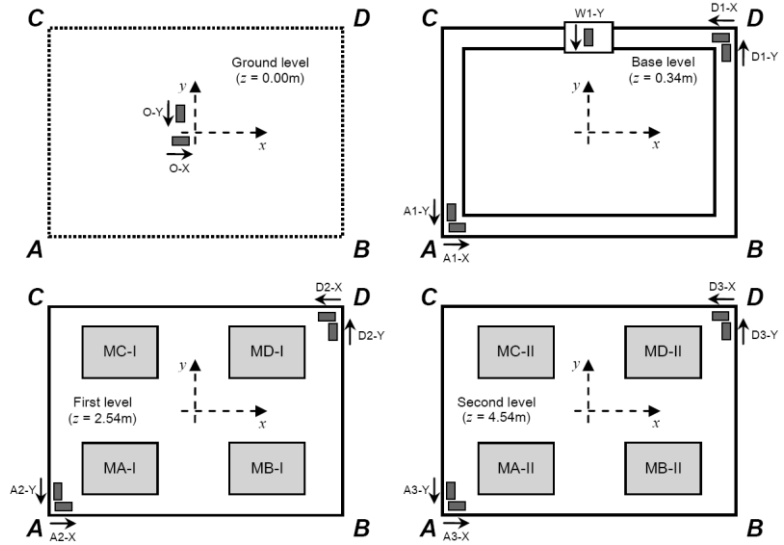 C
D
Ground level
(z = 0.00m)
y
O-Y
x
O-X
A
B
C
W1-Y
D1-X
D
D1-Y
Base level
(z = 0.34m)
y
x
A1-Y
A
A1-X
B
C
D2-X
D
D2-Y
MC-I
MD-I
y
First level
(z = 2.54m)
x
MA-I
MB-I
A2-Y
A
A2-X
B
C
D3-X
D
D3-Y
MC-II
MD-II
y
Second level
(z = 4.54m)
x
MA-II
MB-II
A3-Y
A
A3-X
B